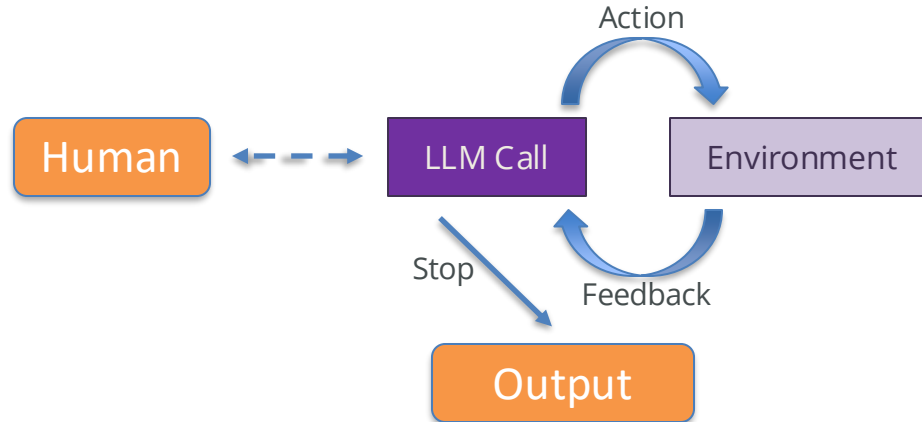 Action
Human
LLM Call
Environment
Stop
Feedback
Output